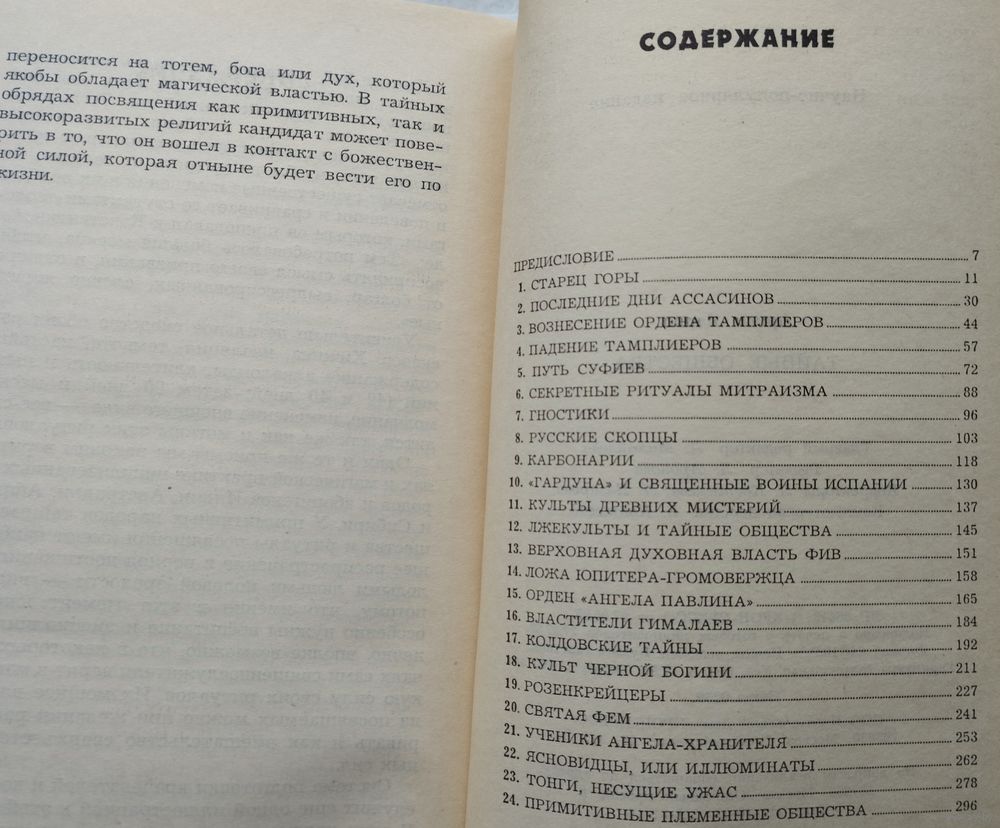 переносится на тотем, бога или дух, который
якобы обладает магической властью. В тайных
обрядах посвящения как примитивных, так и
высокоразвитых религий кандидат может пове-
рить в то, что он вошел в контакт с божествен-
ной силой, которая отныне будет вести его по
жизни.
СОДЕРЖАНИЕ
ПРЕДИСЛОВИЕ 7
1. СТАРЕЦ ГОРЫ 11
2. ПОСЛЕДНИЕ ДНИ АССАСИНОВ 30
3. ВОЗНЕСЕНИЕ ОРДЕНА ТАМПЛИЕРОВ 44
4. ПАДЕНИЕ ТАМПЛИЕРОВ 57
5. ПУТЬ СУФИЕВ 72
6. СЕКРЕТНЫЕ РИТУАЛЫ МИТРАИЗМА 88
7. ГНОСТИКИ 96
8. РУССКИЕ СКОПЦЫ 103
9. КАРБОНАРИИ 118
10. «ГАРДУНА» И СВЯЩЕННЫЕ ВОИНЫ ИСПАНИИ 130
11. КУЛЬТЫ ДРЕВНИХ МИСТЕРИЙ 137
12. ЛЖЕКУЛЬТЫ И ТАЙНЫЕ ОБЩЕСТВА 145
13. ВЕРХОВНАЯ ДУХОВНАЯ ВЛАСТЬ ФИВ 151
14. ЛОЖА ЮПИТЕРА-ГРОМОВЕРЖЦА 158
15. ОРДЕН «АНГЕЛА ПАВЛИНА» 165
16. ВЛАСТИТЕЛИ ГИМАЛАЕВ 184
17. КОЛДОВСКИЕ ТАЙНЫ 192
18. КУЛЬТ ЧЕРНОЙ БОГИНИ 211
19. РОЗЕНКРЕЙЦЕРЫ 227
20. СВЯТАЯ ФЕМ 241
21. УЧЕНИКИ АНГЕЛА-ХРАНИТЕЛЯ 253
22. ЯСНОВИДЦЫ, ИЛИ ИЛЛЮМИНАТЫ 262
23. ТОНГИ, НЕСУЩИЕ УЖАС 278
24. ПРИМИТИВНЫЕ ПЛЕМЕННЫЕ ОБЩЕСТВА 296